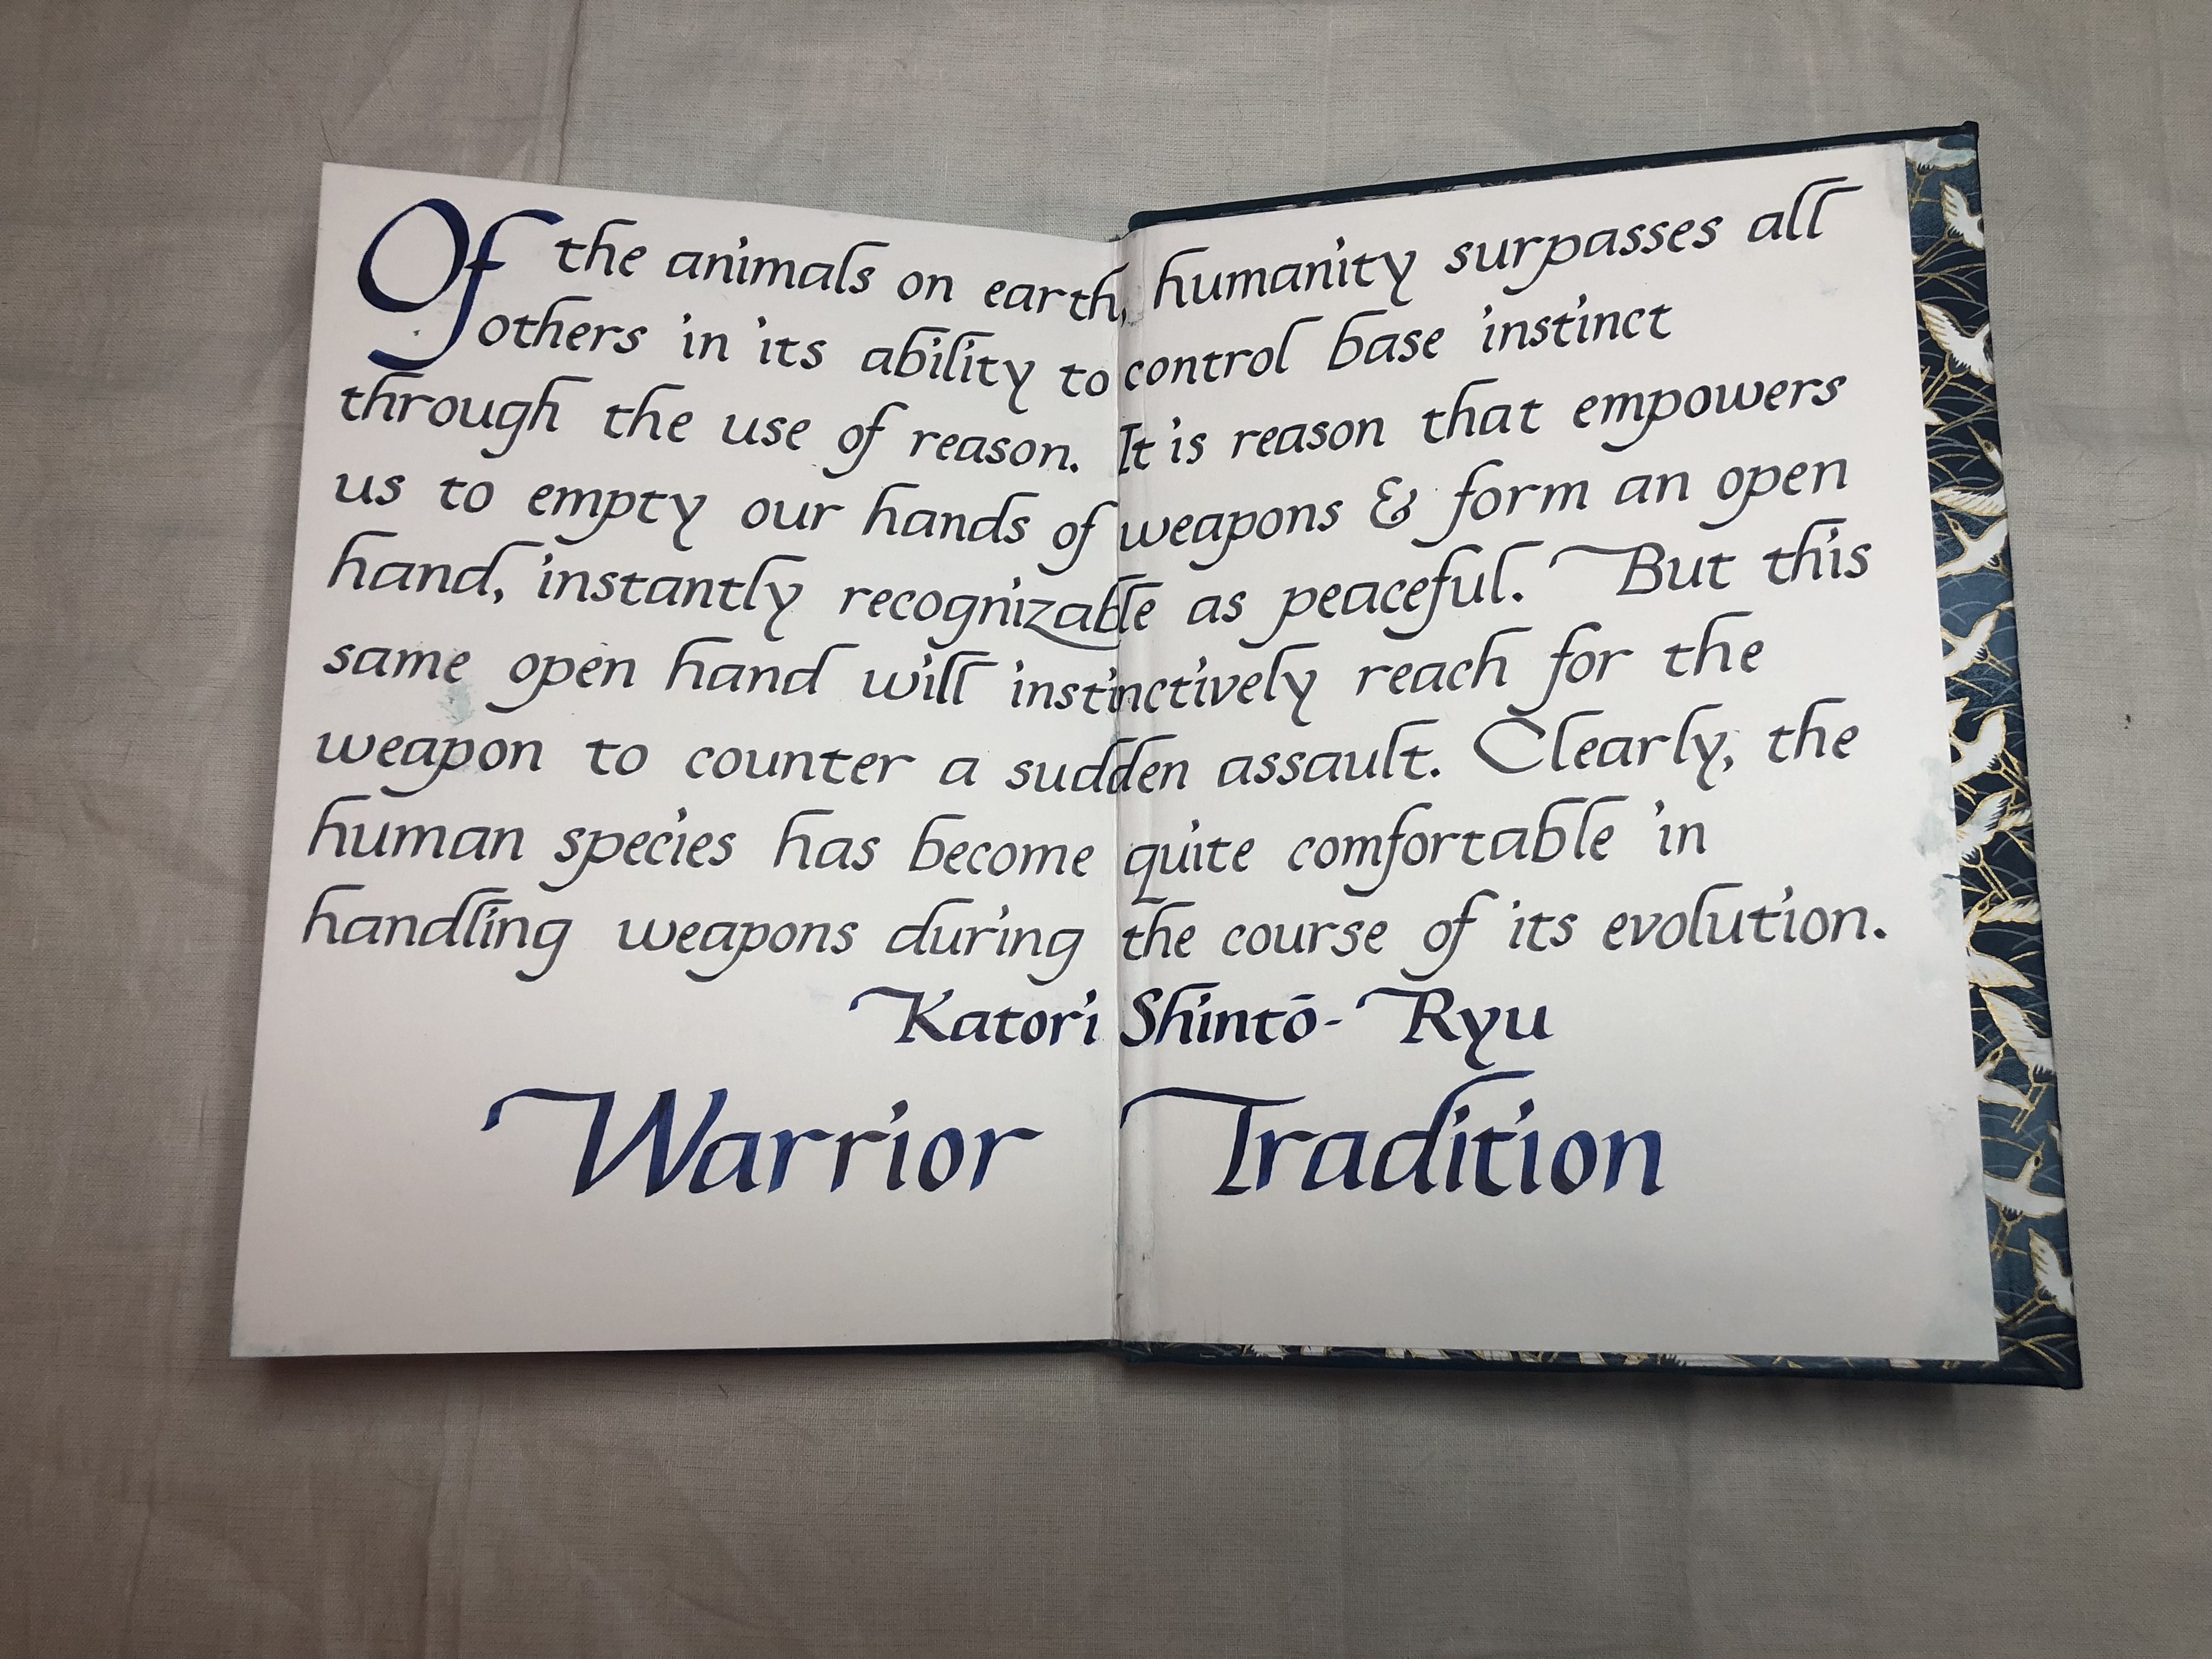 Of the animals on earth, humanity surpasses all
others in its ability to control base instinct
through the use of reason. It is reason that empowers
us to empty our hands of weapons & form an open
hand, instantly recognizable as peaceful. But this
same open hand will instinctively reach for the
weapon to counter a sudden assault. Clearly, the
human species has become quite comfortable in
handling weapons during the course of its evolution.
Katori Shintō-Ryu
Warrior Tradition